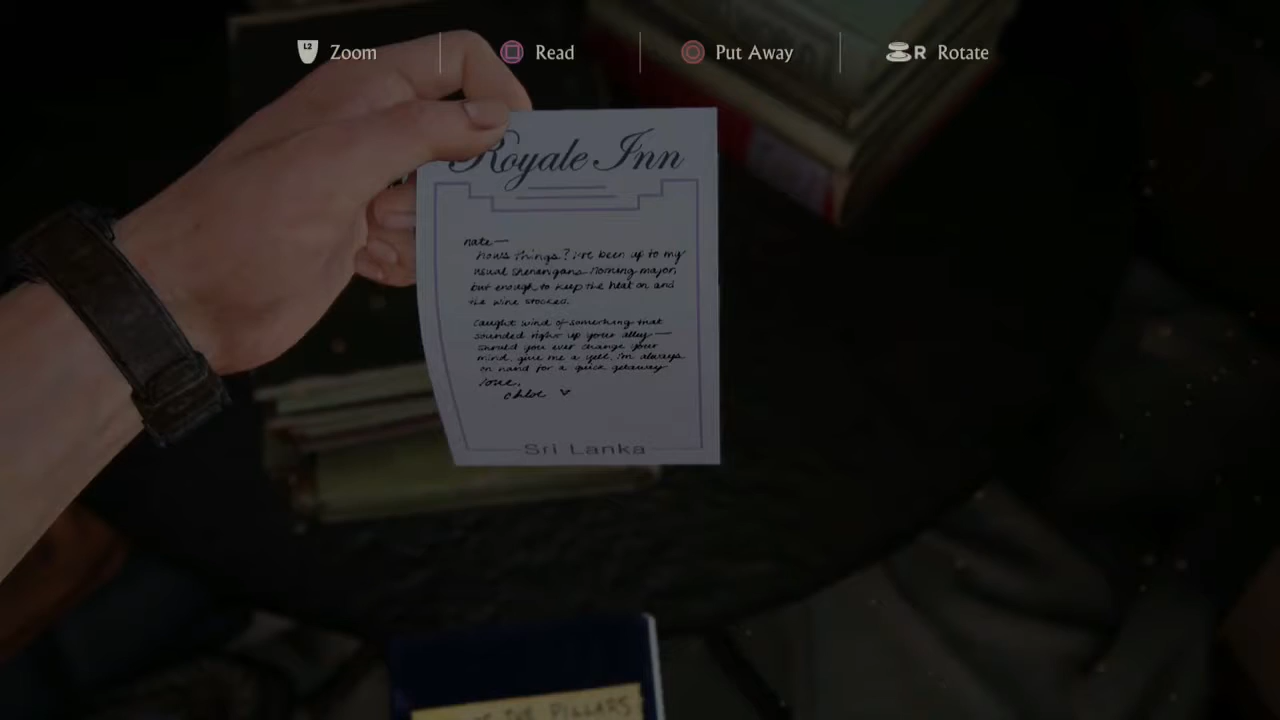 L2 Zoom Read Put Away R Rotate
Royale Inn
nate—
hows things? i've been up to my
usual shenanigans. Nothing major,
but enough to keep the heat on and
the wine stocked.
Caught wind of something that
sounded right up your alley—
should you ever change your
mind, give me a yell. i'm always
on hand for a quick getaway
love,
chloe
Sri Lanka
THE PILLARS